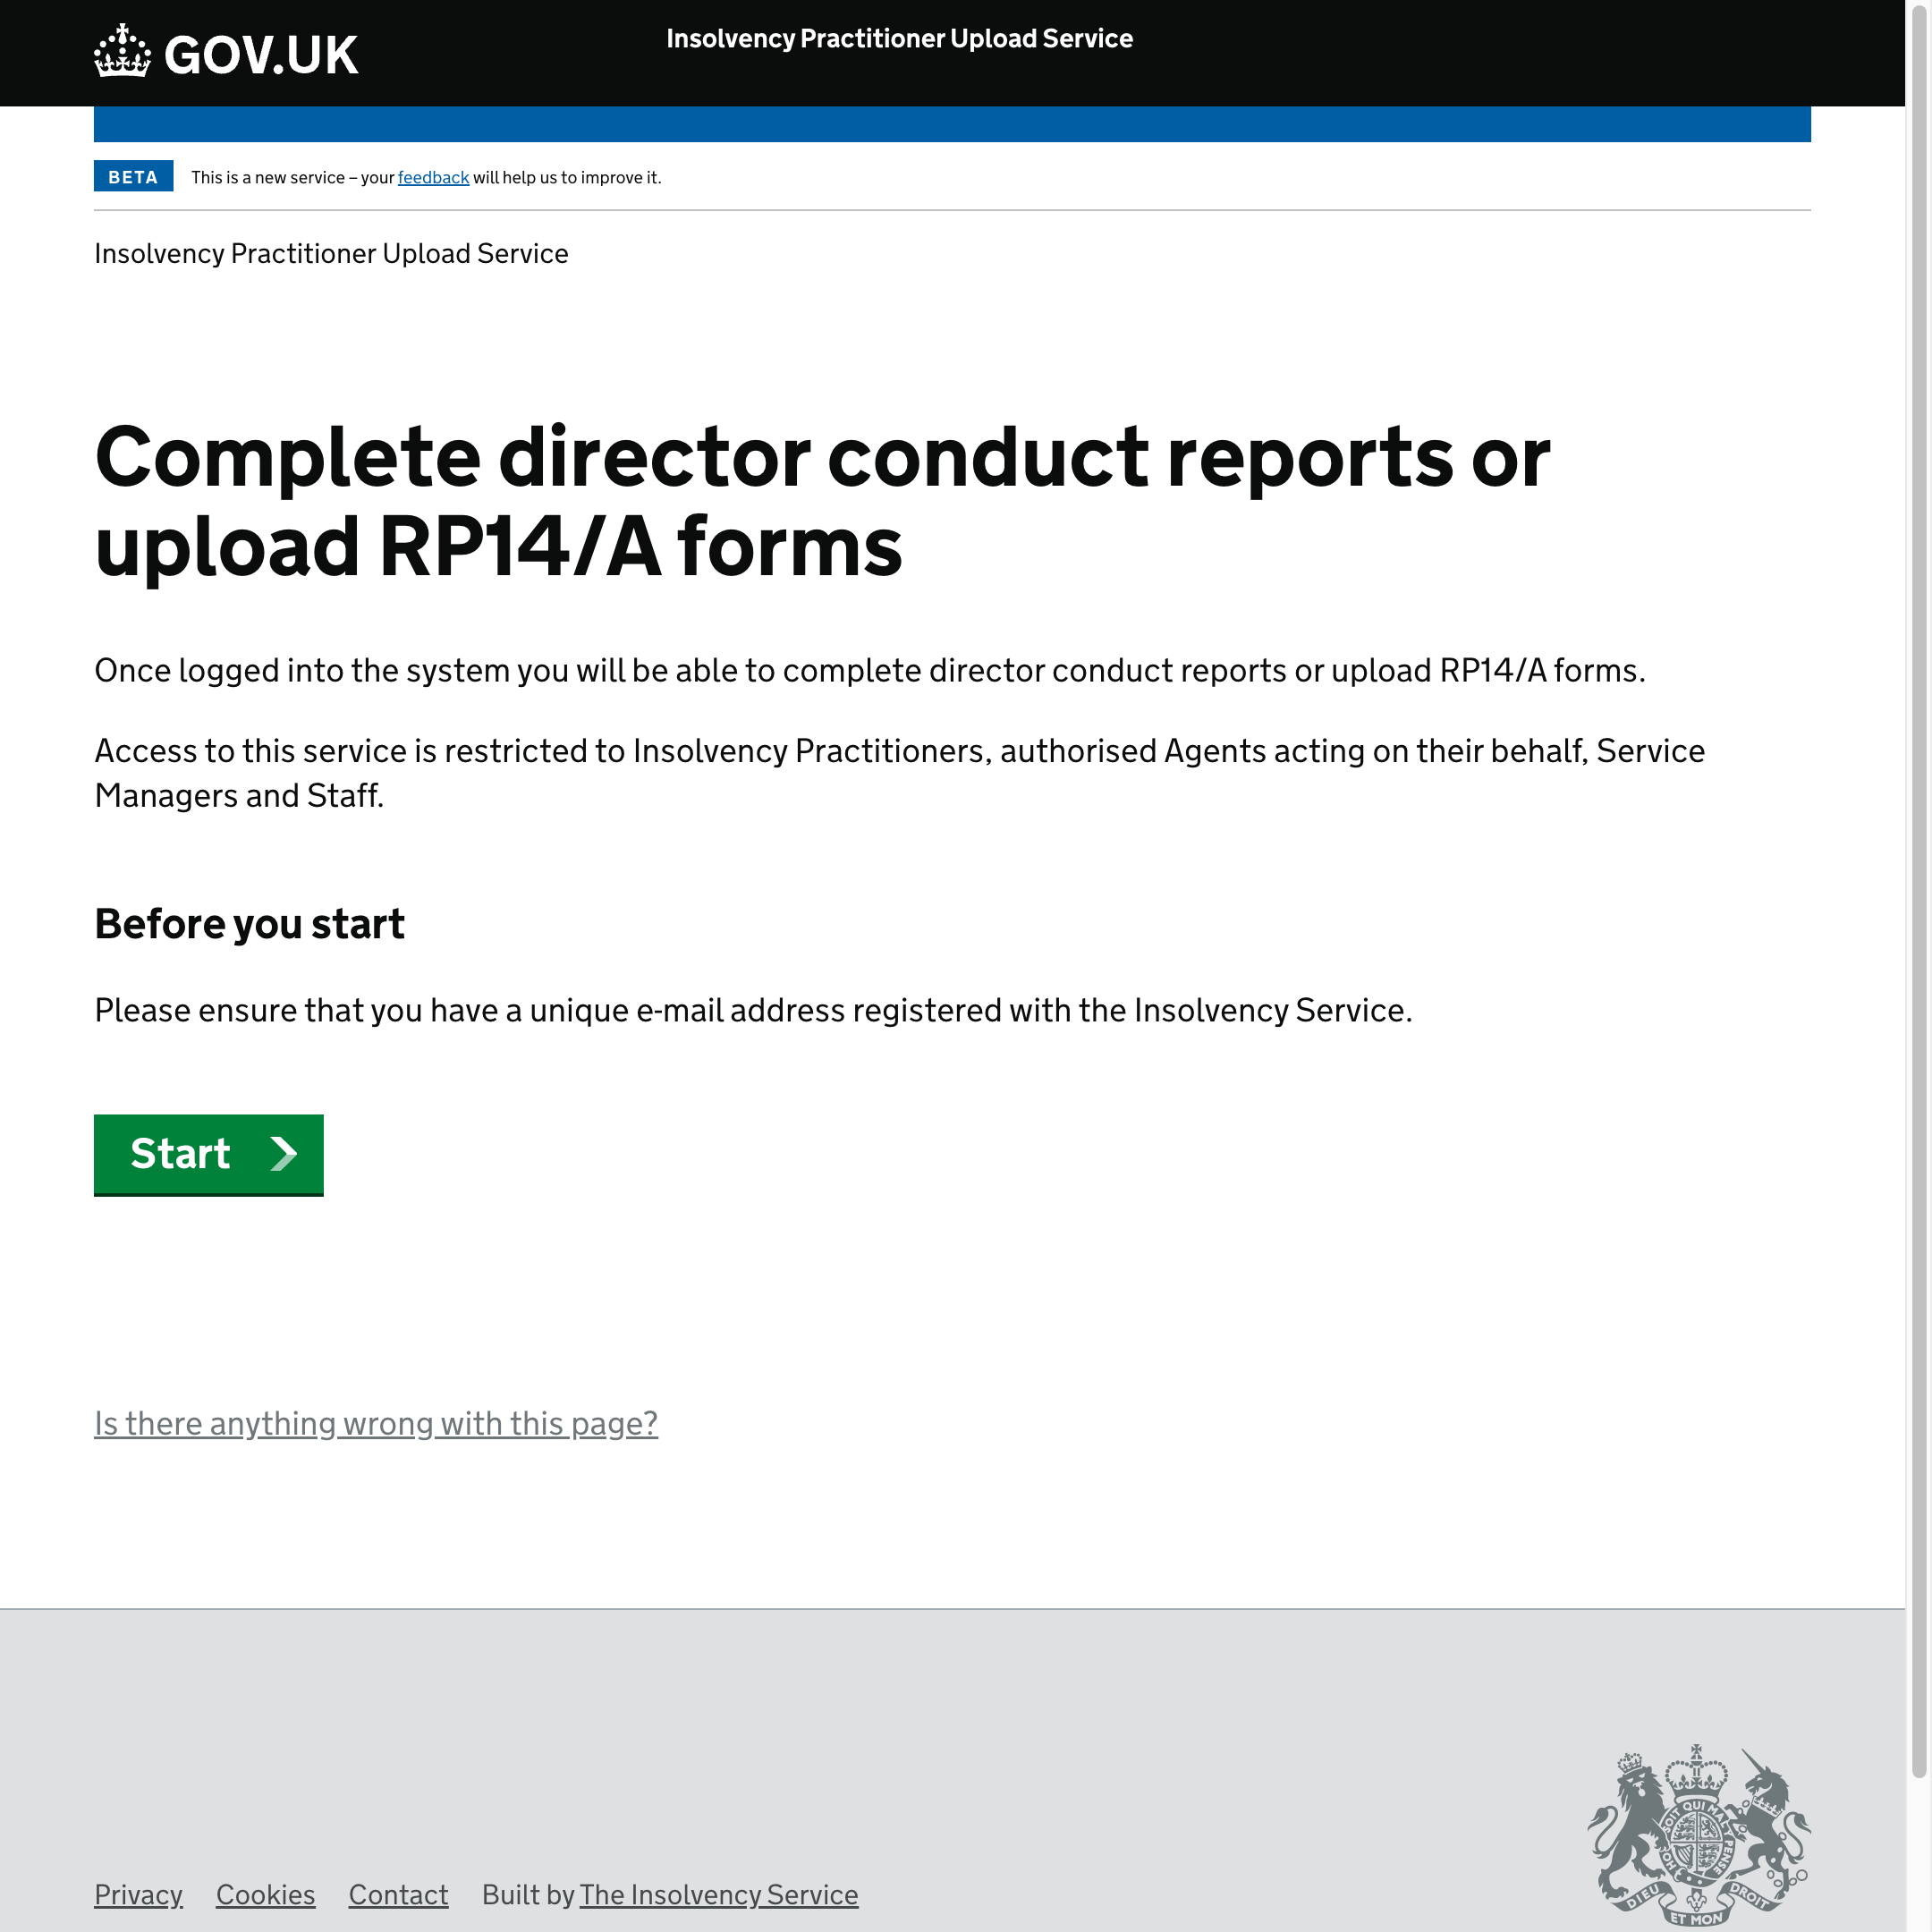 GOV.UK
Insolvency Practitioner Upload Service
BETA
This is a new service – your feedback will help us to improve it.
Insolvency Practitioner Upload Service
Complete director conduct reports or
upload RP14/A forms
Once logged into the system you will be able to complete director conduct reports or upload RP14/A forms.
Access to this service is restricted to Insolvency Practitioners, authorised Agents acting on their behalf, Service
Managers and Staff.
Before you start
Please ensure that you have a unique e-mail address registered with the Insolvency Service.
Start
Is there anything wrong with this page?
Privacy Cookies Contact Built by The Insolvency Service
DIEU ET MON DROIT